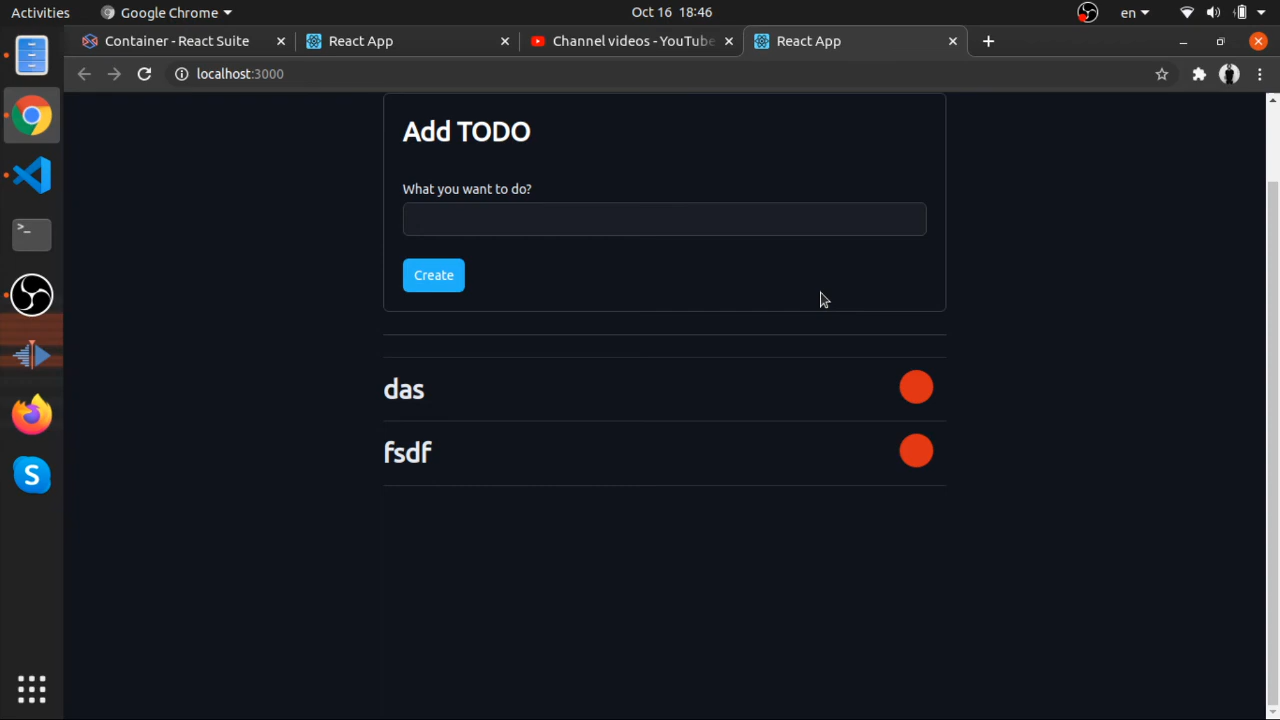 Activities
Google Chrome
Oct 16 18:46
en
Container - React Suite
React App
Channel videos - YouTube
React App
localhost:3000
Add TODO
What you want to do?
Create
das
fsdf